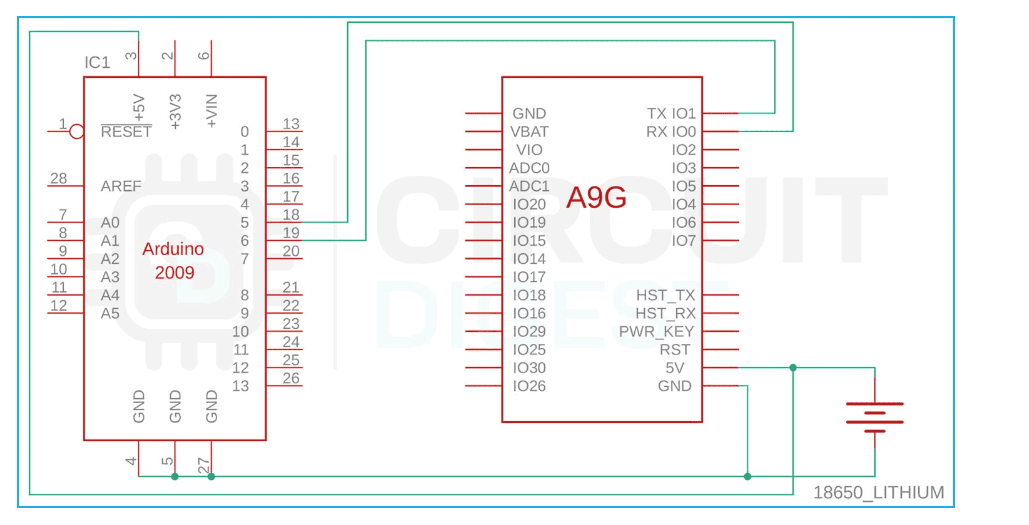 IC1
3
2
6
+5V
+3V3
+VIN
1
RESET
28
AREF
7
A0
8
A1
9
A2
10
A3
11
A4
12
A5
Arduino
2009
0
13
1
14
2
15
3
16
4
17
5
18
6
19
7
20
8
21
9
22
10
23
11
24
12
25
13
26
GND
GND
GND
4
5
27
GND
VBAT
VIO
ADC0
ADC1
IO20
IO19
IO15
IO14
IO17
IO18
IO16
IO29
IO25
IO30
IO26
A9G
TX IO1
RX IO0
IO2
IO3
IO5
IO4
IO6
IO7
HST_TX
HST_RX
PWR_KEY
RST
5V
GND
18650_LITHIUM
CIRCUIT
DIGEST